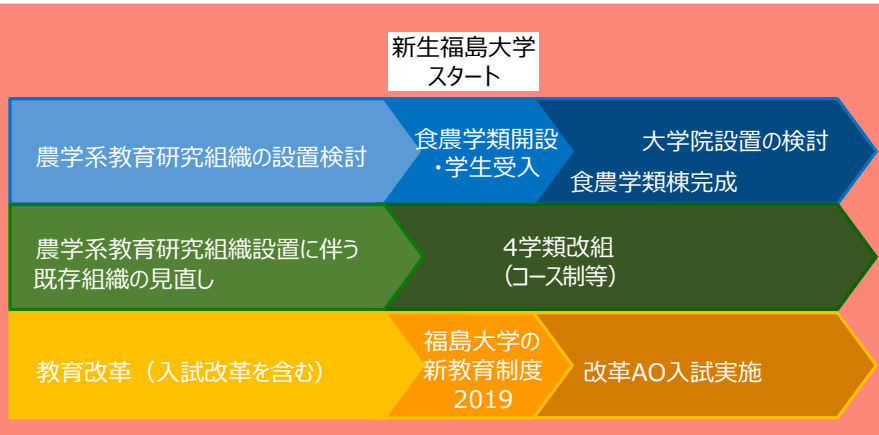 新生福島大学
スタート
農学系教育研究組織の設置検討
食農学類開設
・学生受入
大学院設置の検討
食農学類棟完成
農学系教育研究組織設置に伴う
既存組織の見直し
4学類改組
（コース制等）
教育改革（入試改革を含む）
福島大学の
新教育制度
2019
改革AO入試実施